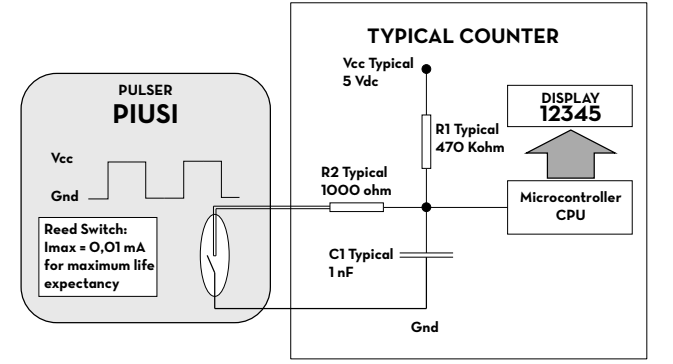 TYPICAL COUNTER
Vcc Typical
5 Vdc
PULSER
PIUSI
DISPLAY
12345
R1 Typical
470 Kohm
Vcc
R2 Typical
1000 ohm
Gnd
Microcontroller
CPU
Reed Switch:
Imax = 0,01 mA
for maximum life
expectancy
C1 Typical
1 nF
Gnd